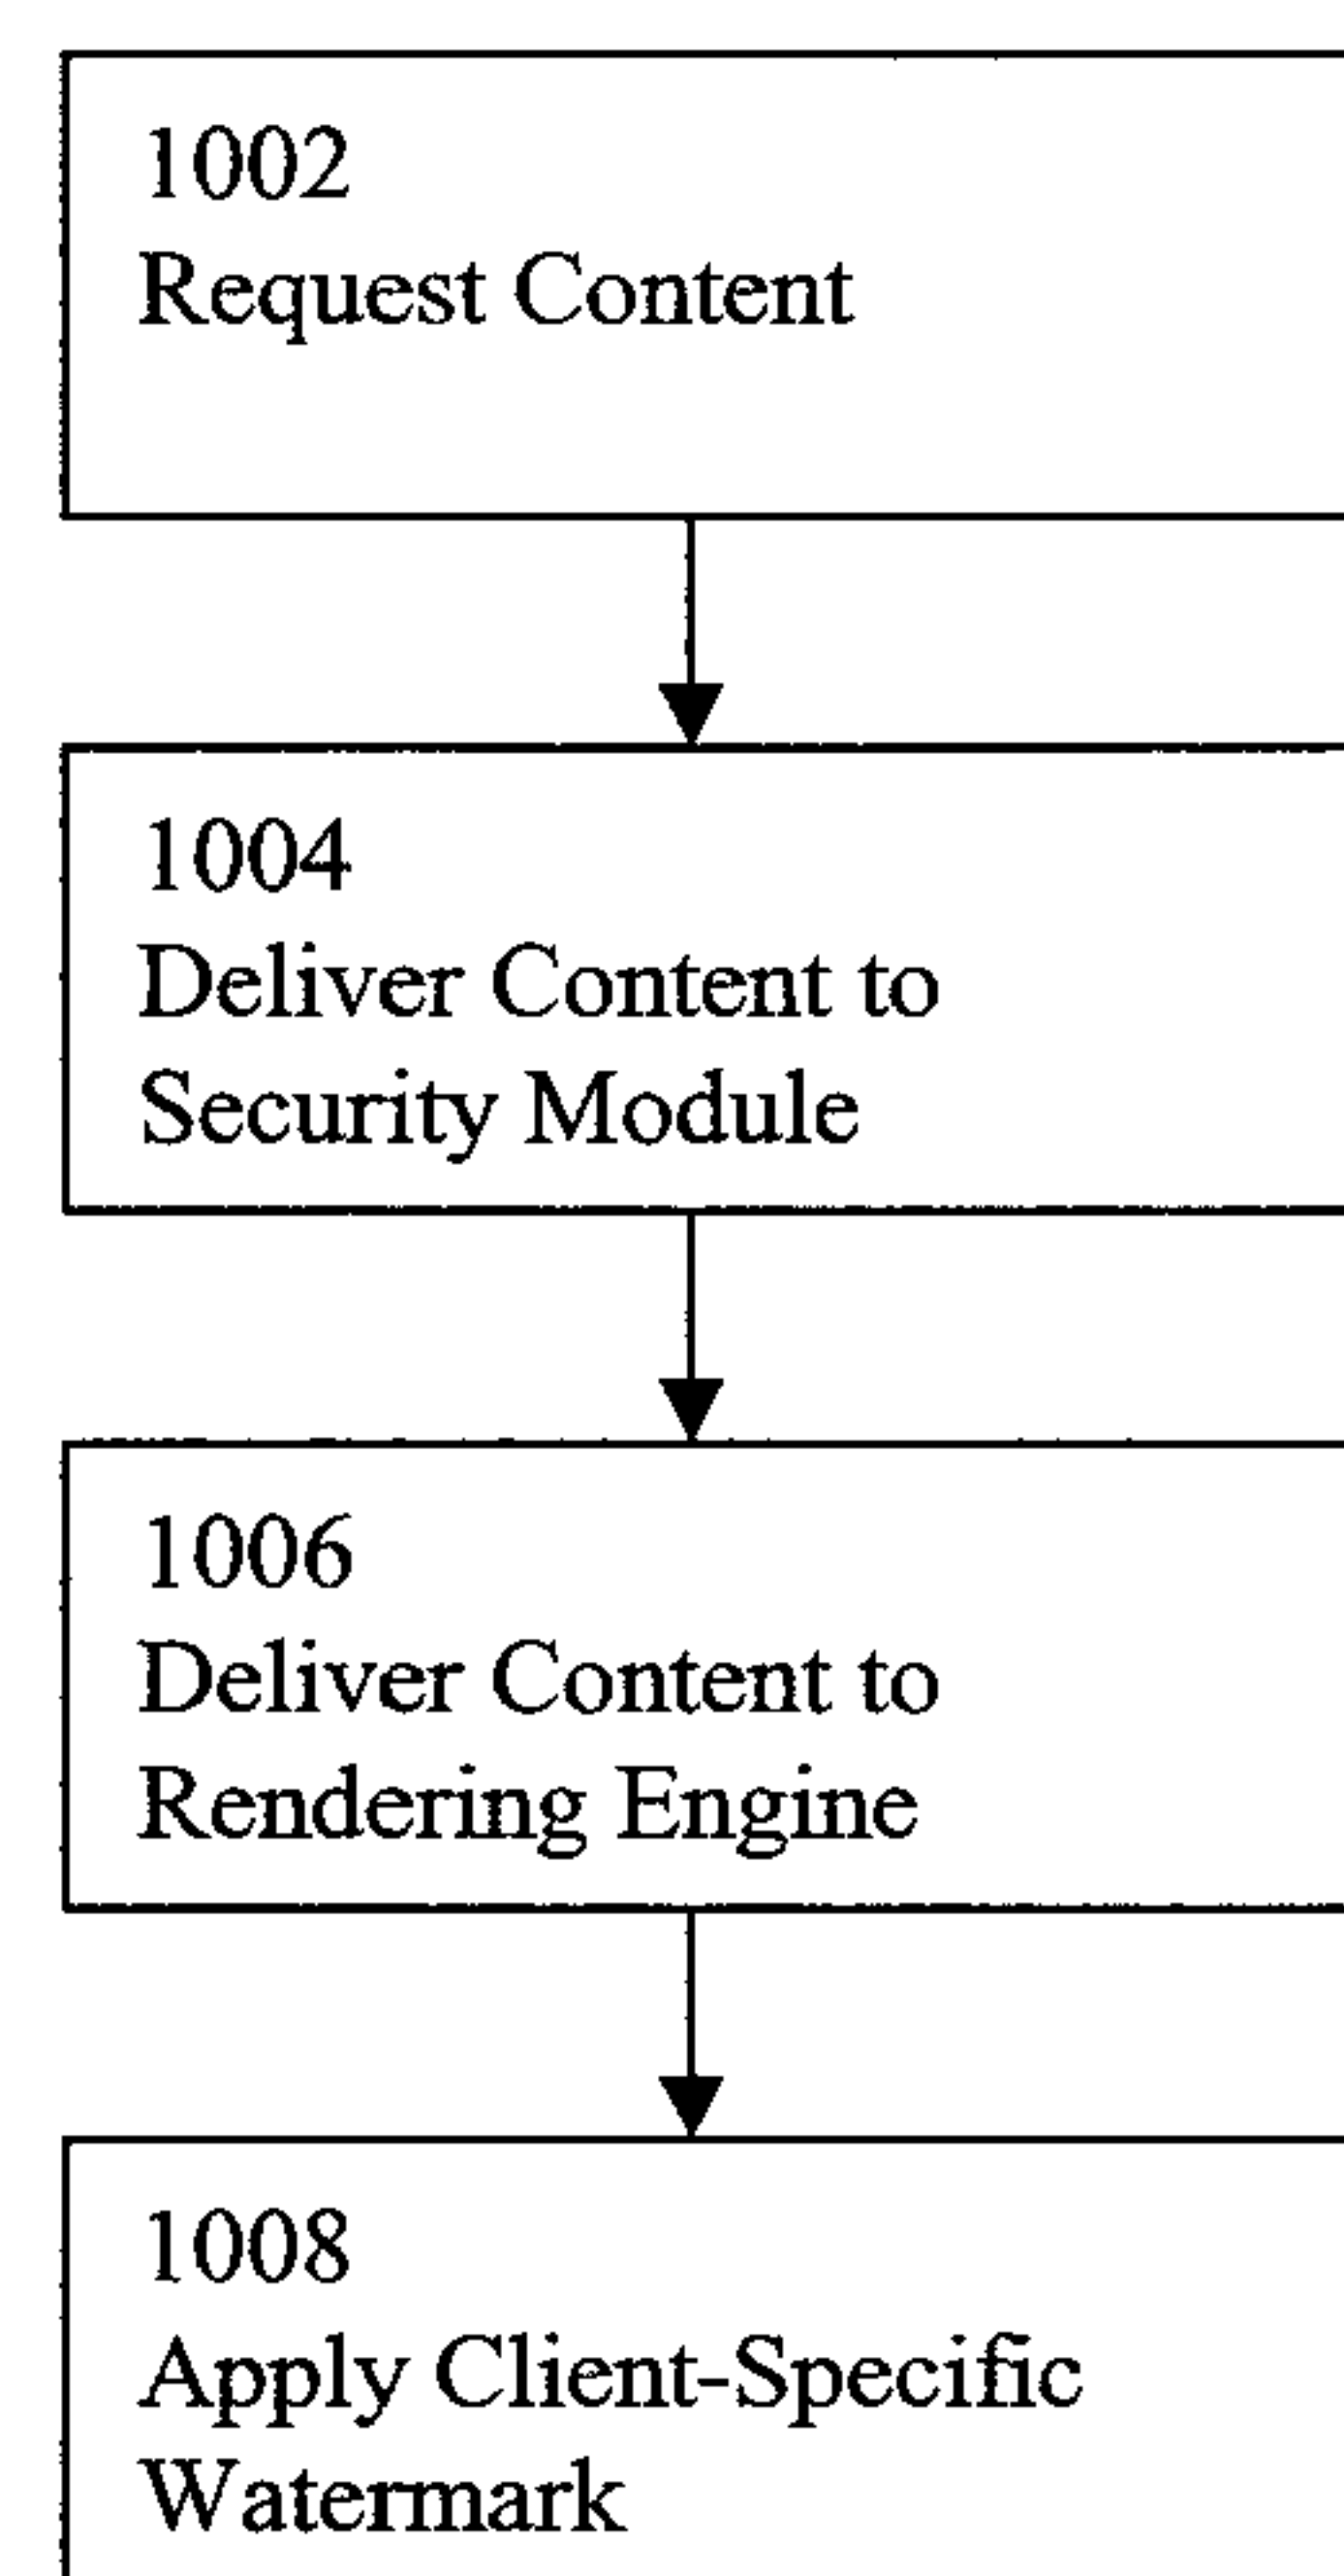 1002
Request Content
1004
Deliver Content to
Security Module
1006
Deliver Content to
Rendering Engine
1008
Apply Client-Specific
Watermark